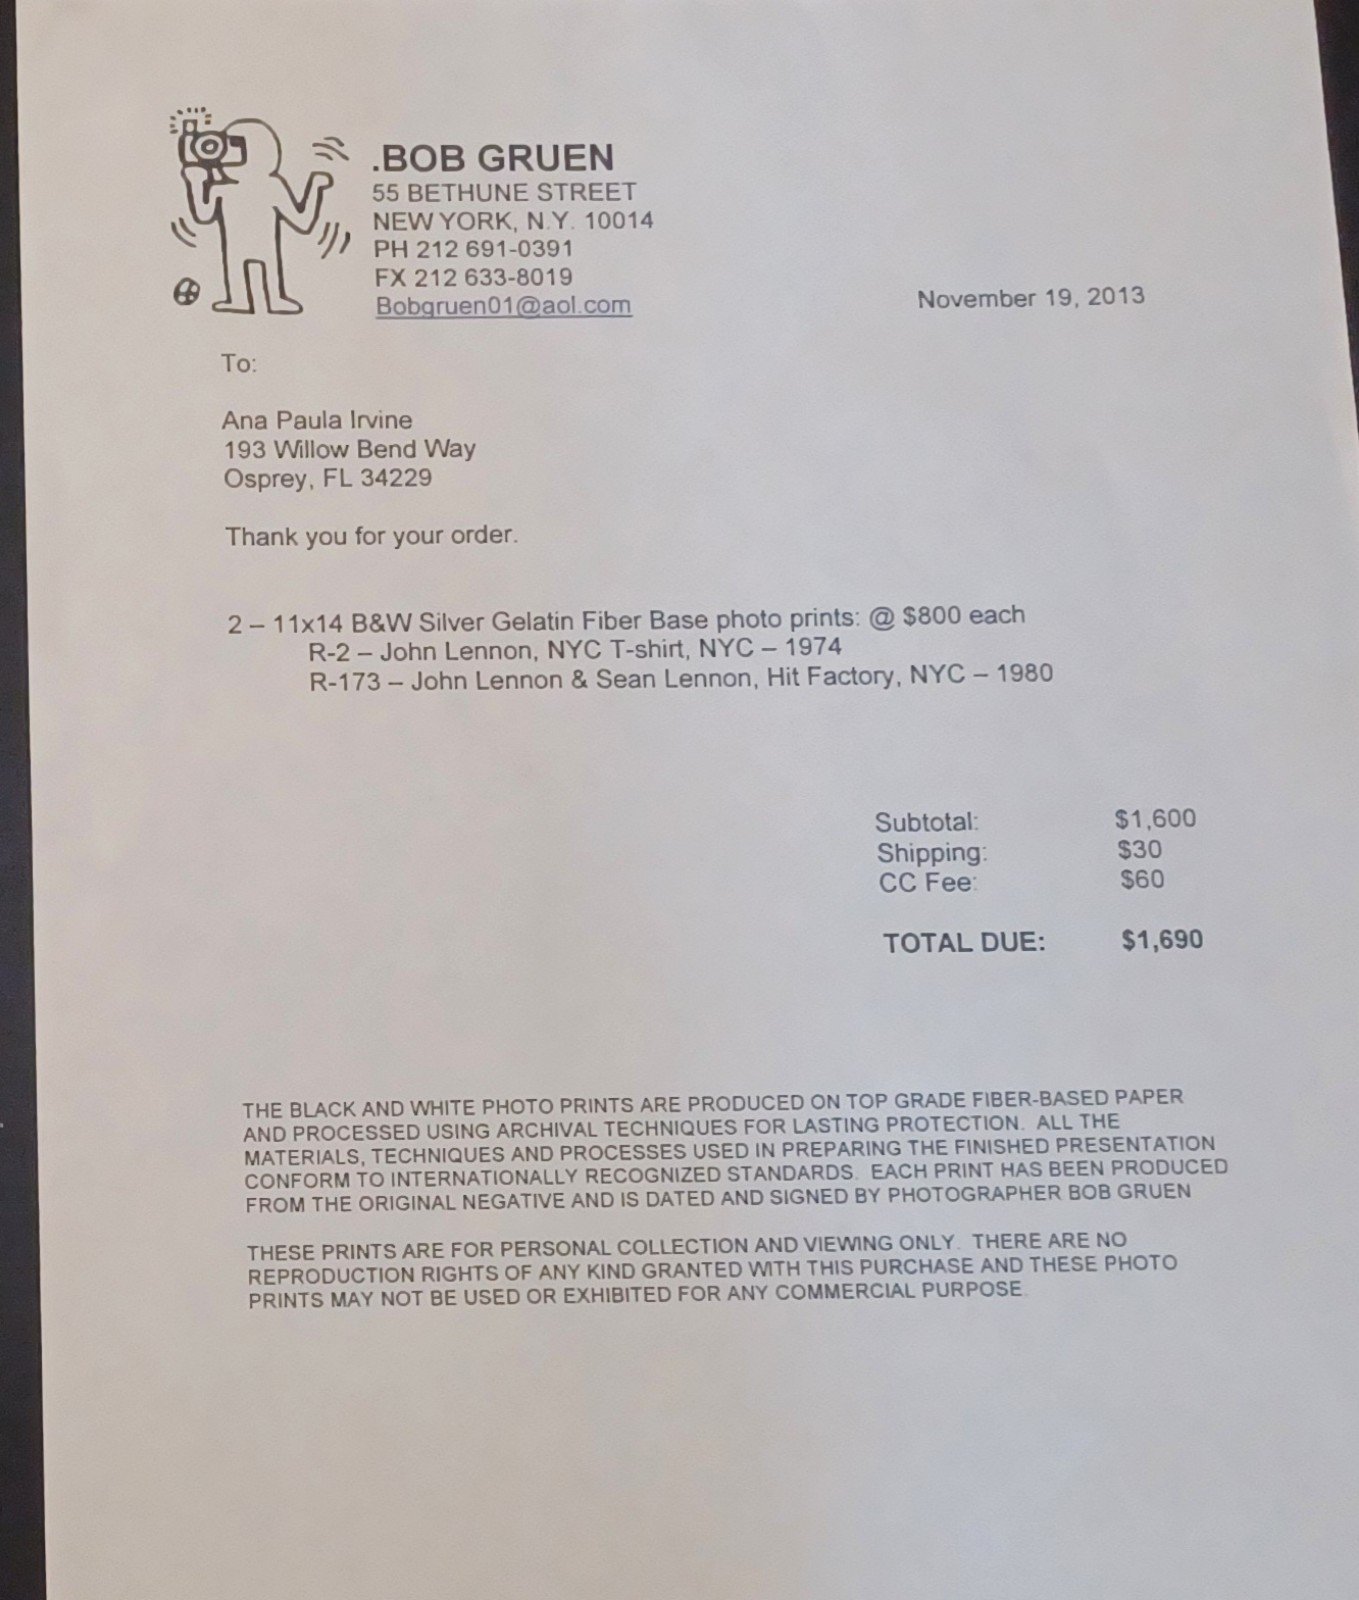 .BOB GRUEN
55 BETHUNE STREET
NEW YORK, N.Y. 10014
PH 212 691-0391
FX 212 633-8019
Bobgruen01@aol.com
November 19, 2013
To:
Ana Paula Irvine
193 Willow Bend Way
Osprey, FL 34229
Thank you for your order.
2 – 11x14 B&W Silver Gelatin Fiber Base photo prints: @ $800 each
R-2 – John Lennon, NYC T-shirt, NYC – 1974
R-173 – John Lennon & Sean Lennon, Hit Factory, NYC – 1980
Subtotal: $1,600
Shipping: $30
CC Fee: $60
TOTAL DUE: $1,690
THE BLACK AND WHITE PHOTO PRINTS ARE PRODUCED ON TOP GRADE FIBER-BASED PAPER
AND PROCESSED USING ARCHIVAL TECHNIQUES FOR LASTING PROTECTION. ALL THE
MATERIALS, TECHNIQUES AND PROCESSES USED IN PREPARING THE FINISHED PRESENTATION
CONFORM TO INTERNATIONALLY RECOGNIZED STANDARDS. EACH PRINT HAS BEEN PRODUCED
FROM THE ORIGINAL NEGATIVE AND IS DATED AND SIGNED BY PHOTOGRAPHER BOB GRUEN
THESE PRINTS ARE FOR PERSONAL COLLECTION AND VIEWING ONLY. THERE ARE NO
REPRODUCTION RIGHTS OF ANY KIND GRANTED WITH THIS PURCHASE AND THESE PHOTO
PRINTS MAY NOT BE USED OR EXHIBITED FOR ANY COMMERCIAL PURPOSE.